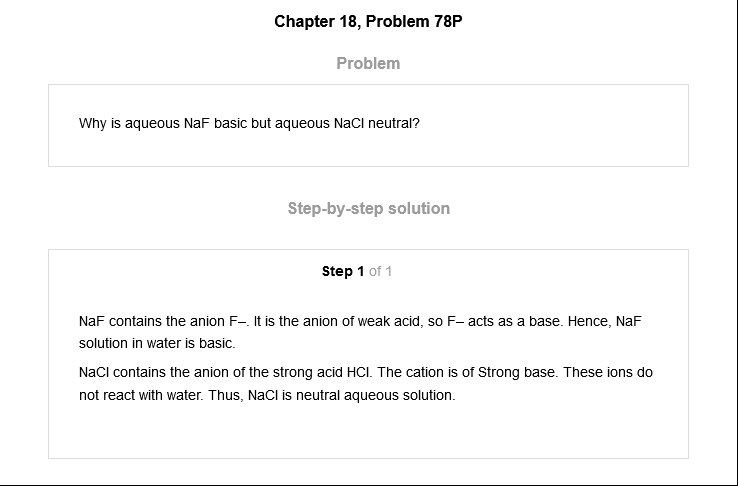 Chapter 18, Problem 78P
Problem
Why is aqueous NaF basic but aqueous NaCl neutral?
Step-by-step solution
Step 1 of 1
NaF contains the anion F–. It is the anion of weak acid, so F– acts as a base. Hence, NaF
solution in water is basic.
NaCl contains the anion of the strong acid HCl. The cation is of Strong base. These ions do
not react with water. Thus, NaCl is neutral aqueous solution.